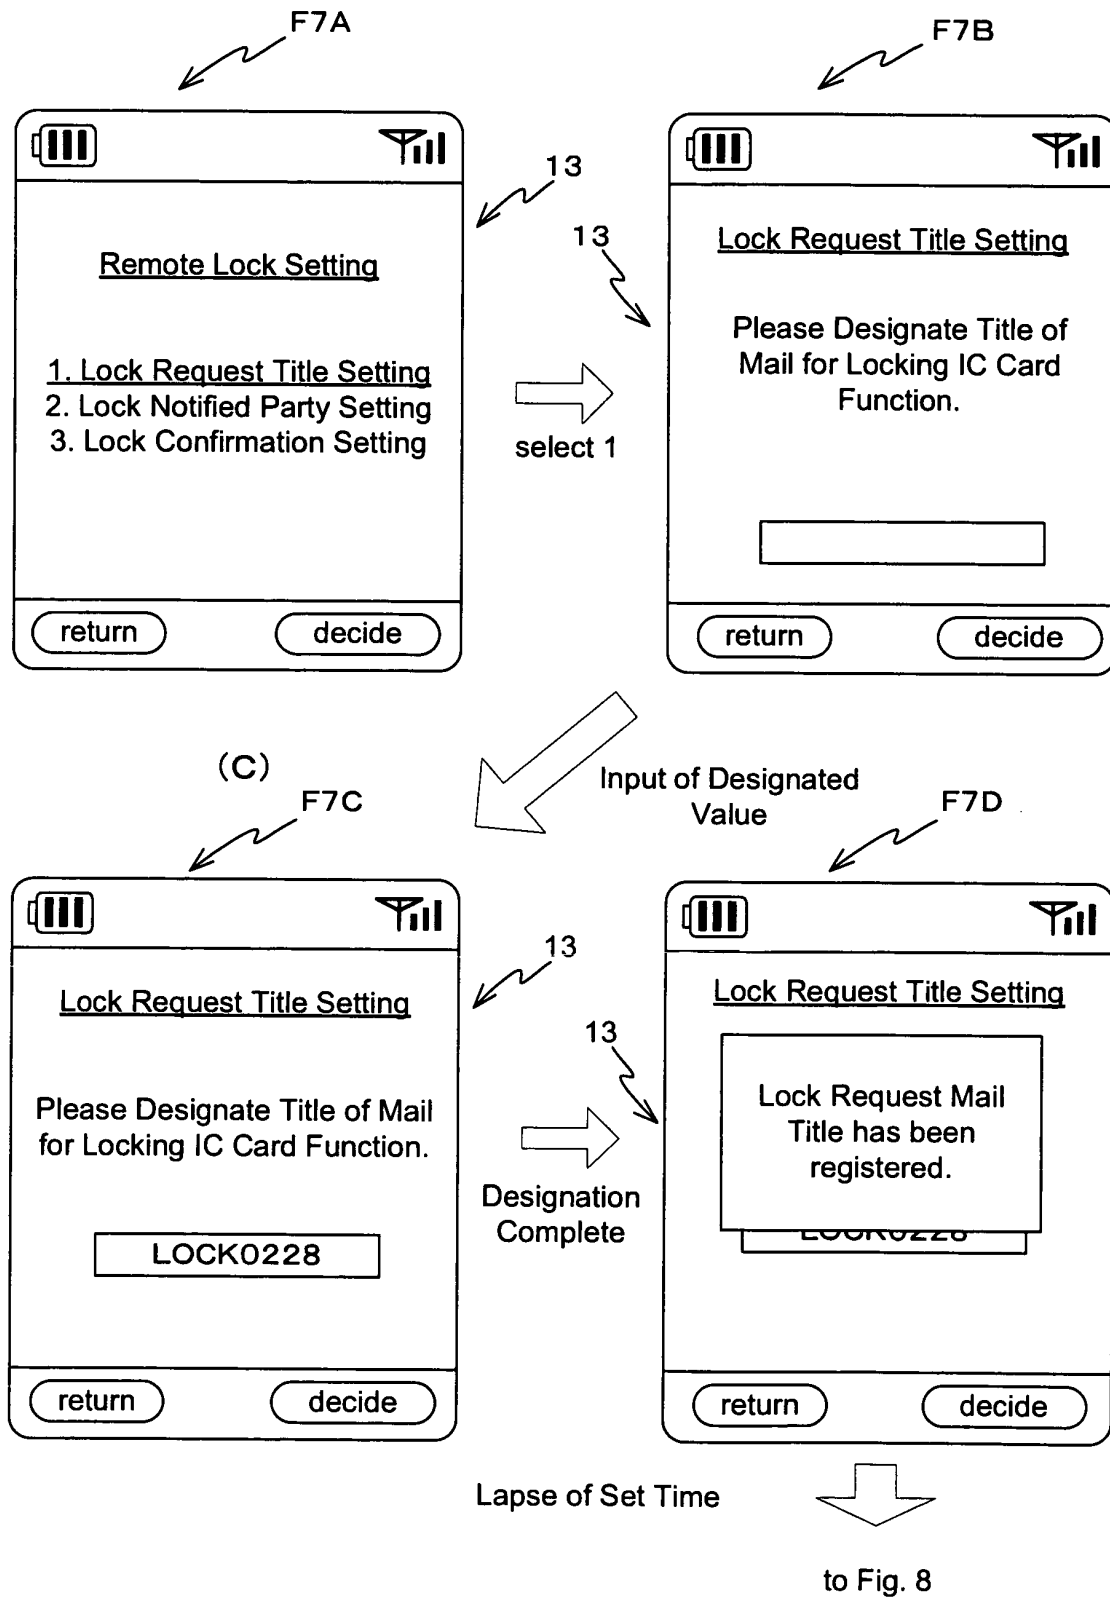 F7A
F7B
13
Remote Lock Setting
1. Lock Request Title Setting
2. Lock Notified Party Setting
3. Lock Confirmation Setting
return
decide
select 1
13
Lock Request Title Setting
Please Designate Title of
Mail for Locking IC Card
Function.
return
decide
Input of Designated
Value
(C)
F7C
F7D
13
Lock Request Title Setting
Please Designate Title of Mail
for Locking IC Card Function.
LOCK0228
return
decide
Designation
Complete
13
Lock Request Title Setting
Lock Request Mail
Title has been
registered.
LOCK0228
return
decide
Lapse of Set Time
to Fig. 8